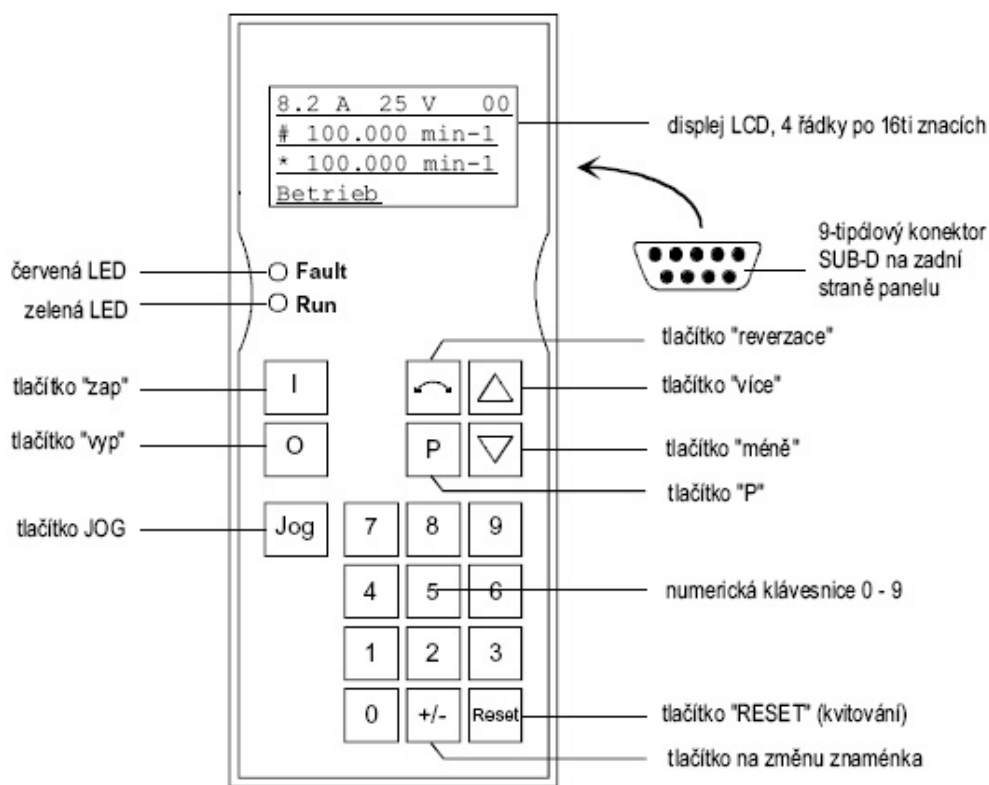 8.2 A 25 V 00
# 100.000 min-1
* 100.000 min-1
Betrieb
displej LCD, 4 řádky po 16ti znacích
9-tipólový konektor
SUB-D na zadní
straně panelu
červená LED
Fault
zelená LED
Run
tlačítko "reverzace"
tlačítko "zap"
I
tlačítko "více"
tlačítko "vyp"
O
P
tlačítko "méně"
tlačítko "P"
tlačítko JOG
Jog
7 8 9
4 5 6
numerická klávesnice 0 - 9
1 2 3
0 +/- Reset
tlačítko "RESET" (kvitování)
tlačítko na změnu znaménka